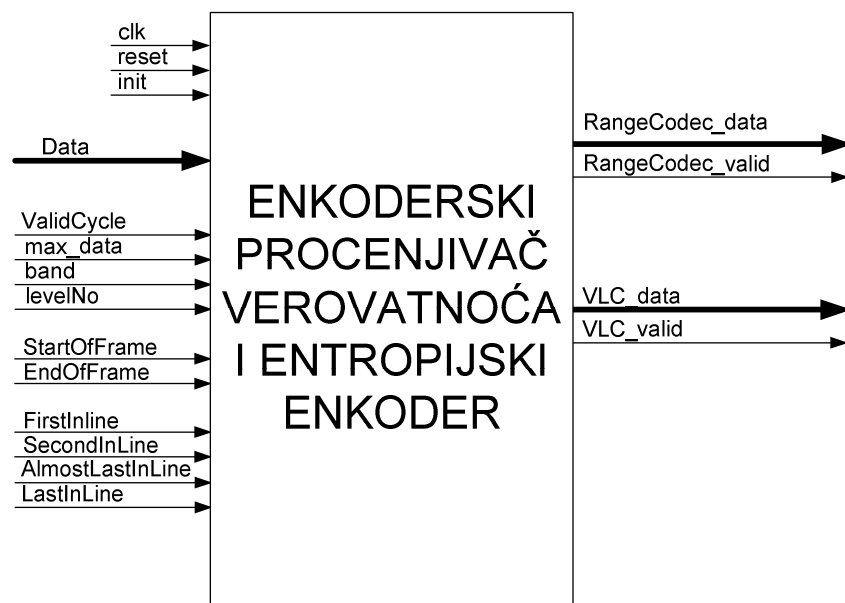 clk
reset
init
Data
ValidCycle
max_data
band
levelNo
StartOfFrame
EndOfFrame
FirstInline
SecondInLine
AlmostLastInLine
LastInLine
ENKODERSKI
PROCENJIVAČ
VEROVATNOĆA
I ENTROPIJSKI
ENKODER
RangeCodec_data
RangeCodec_valid
VLC_data
VLC_valid